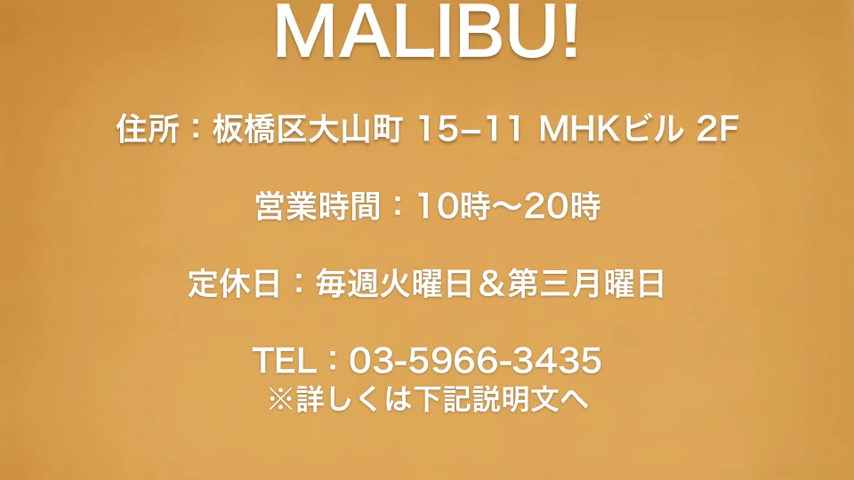 MALIBU!
住所：板橋区大山町 15−11 MHKビル 2F
営業時間：10時〜20時
定休日：毎週火曜日＆第三月曜日
TEL：03-5966-3435
※詳しくは下記説明文へ